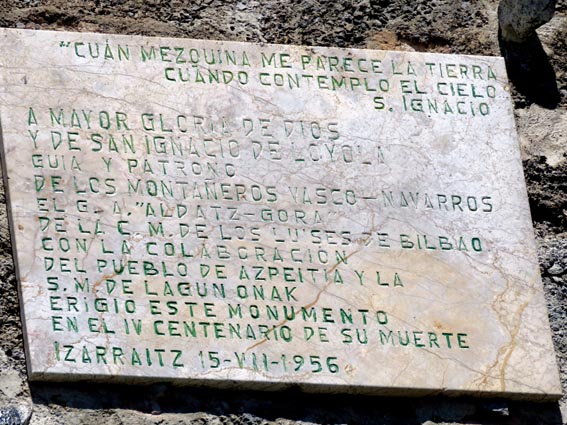 "CUÁN MEZQUINA ME PARECE LA TIERRA
CUANDO CONTEMPLO EL CIELO
S. IGNACIO
A MAYOR GLORIA DE DIOS
Y DE SAN IGNACIO DE LOYOLA
GUIA Y PATRONO
DE LOS MONTAÑEROS VASCO-NAVARROS
EL G. A. "ALDATZ-GORA"
DE LA C. M. DE LOS LUISES DE BILBAO
CON LA COLABORACION
DEL PUEBLO DE AZPEITIA Y LA
S. M. DE LAGUN ONAK
ERIGIO ESTE MONUMENTO
EN EL IV CENTENARIO DE SU MUERTE
IZARRAITZ 15-VII-1956